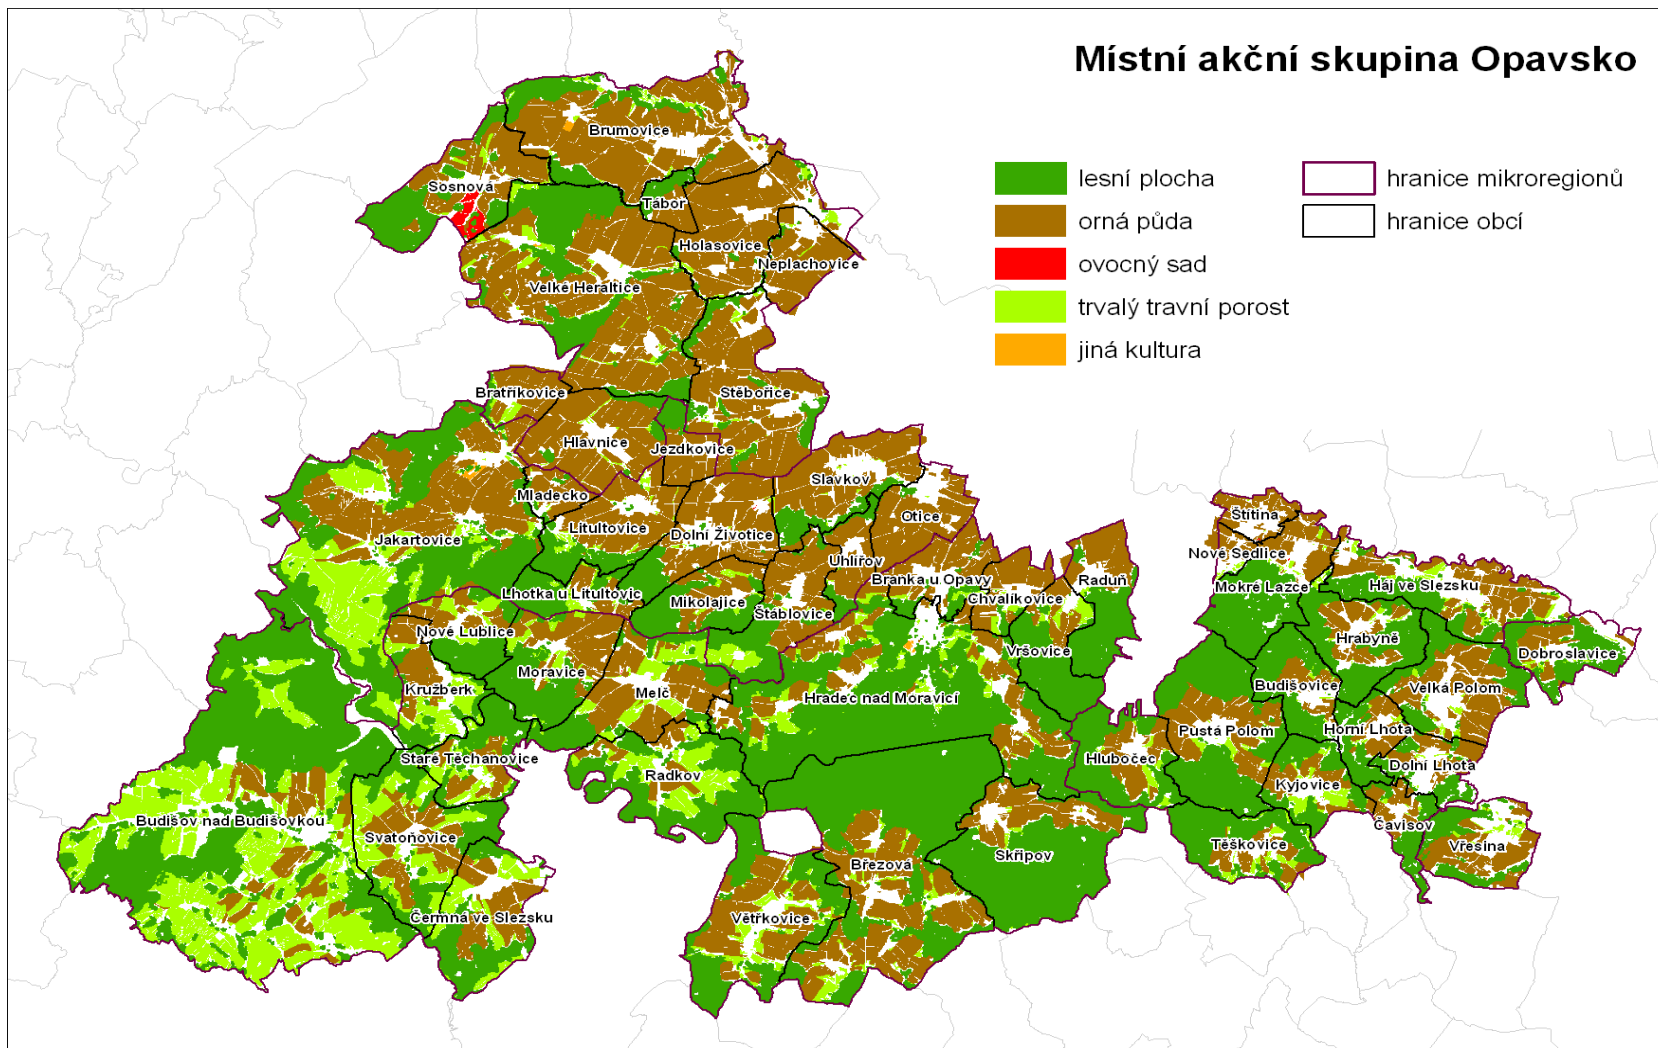 Místní akční skupina Opavsko
lesní plocha
orná půda
ovocný sad
trvalý travní porost
jiná kultura
hranice mikroregionů
hranice obcí
Brumovice
Sosnová
Tábor
Holasovice
Neplachovice
Velké Heraltice
Bratříkovice
Stěbořice
Hlavnice
Jezdkovice
Slavkov
Mladecko
Litultovice
Otice
Štítina
Jakartovice
Dolní Životice
Uhlířov
Nové Sedlice
Branka u Opavy
Raduň
Mokré Lazce
Háj ve Slezsku
Lhotka u Litultovic
Mikolajice
Štáblovice
Chvalíkovice
Nové Lublice
Hrabyně
Vršovice
Dobroslavice
Moravice
Kružberk
Melč
Hradec nad Moravicí
Budišovice
Velká Polom
Pustá Polom
Horní Lhota
Staré Těchanovice
Hlubočec
Dolní Lhota
Radkov
Kyjovice
Budišov nad Budišovkou
Svatoňovice
Čavisov
Těškovice
Vřesina
Skřipov
Březová
Čermná ve Slezsku
Větřkovice